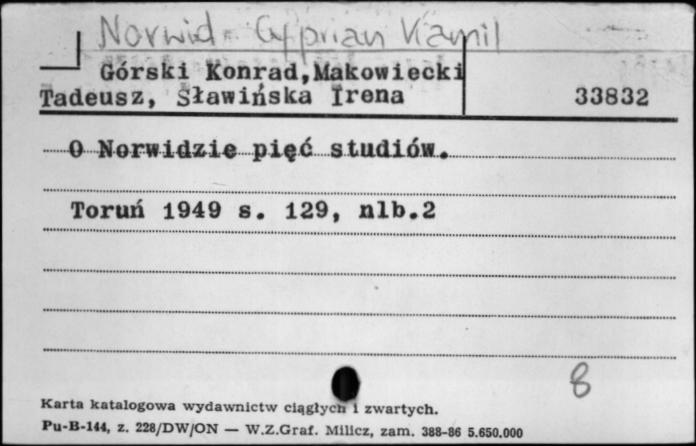 Norwid Cyprian Kamil
Górski Konrad,Makowiecki
Tadeusz, Sławińska Irena 33832
O Norwidzie pięć studiów.
Toruń 1949 s. 129, nlb.2
8
Karta katalogowa wydawnictw ciągłych i zwartych.
Pu-B-144, z. 228/DW/ON — W.Z.Graf. Milicz, zam. 388-86 5.650.000